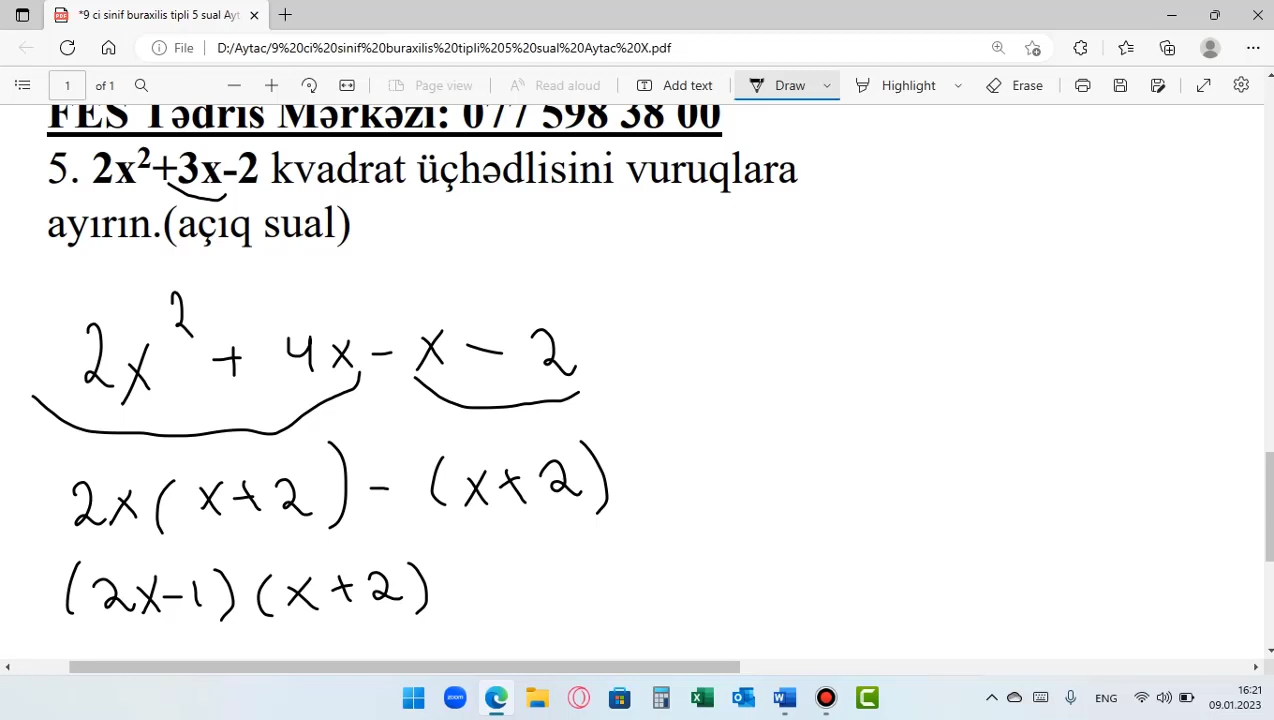 *9 ci sinif buraxilis tipli 5 sual Ayt
File D:/Aytac/9%20ci%20sinif%20buraxilis%20tipli%205%20sual%20Aytac%20X.pdf
1 of 1 Page view Read aloud Add text Draw Highlight Erase
FES Tədris Mərkəzi: 077 598 38 00
5. 2x²+3x-2 kvadrat üçhədlisini vuruqlara
ayırın.(açıq sual)
2x² + 4x - x - 2
2x(x+2) - (x+2)
(2x-1)(x+2)
zoom
ENG
16:21
09.01.2023